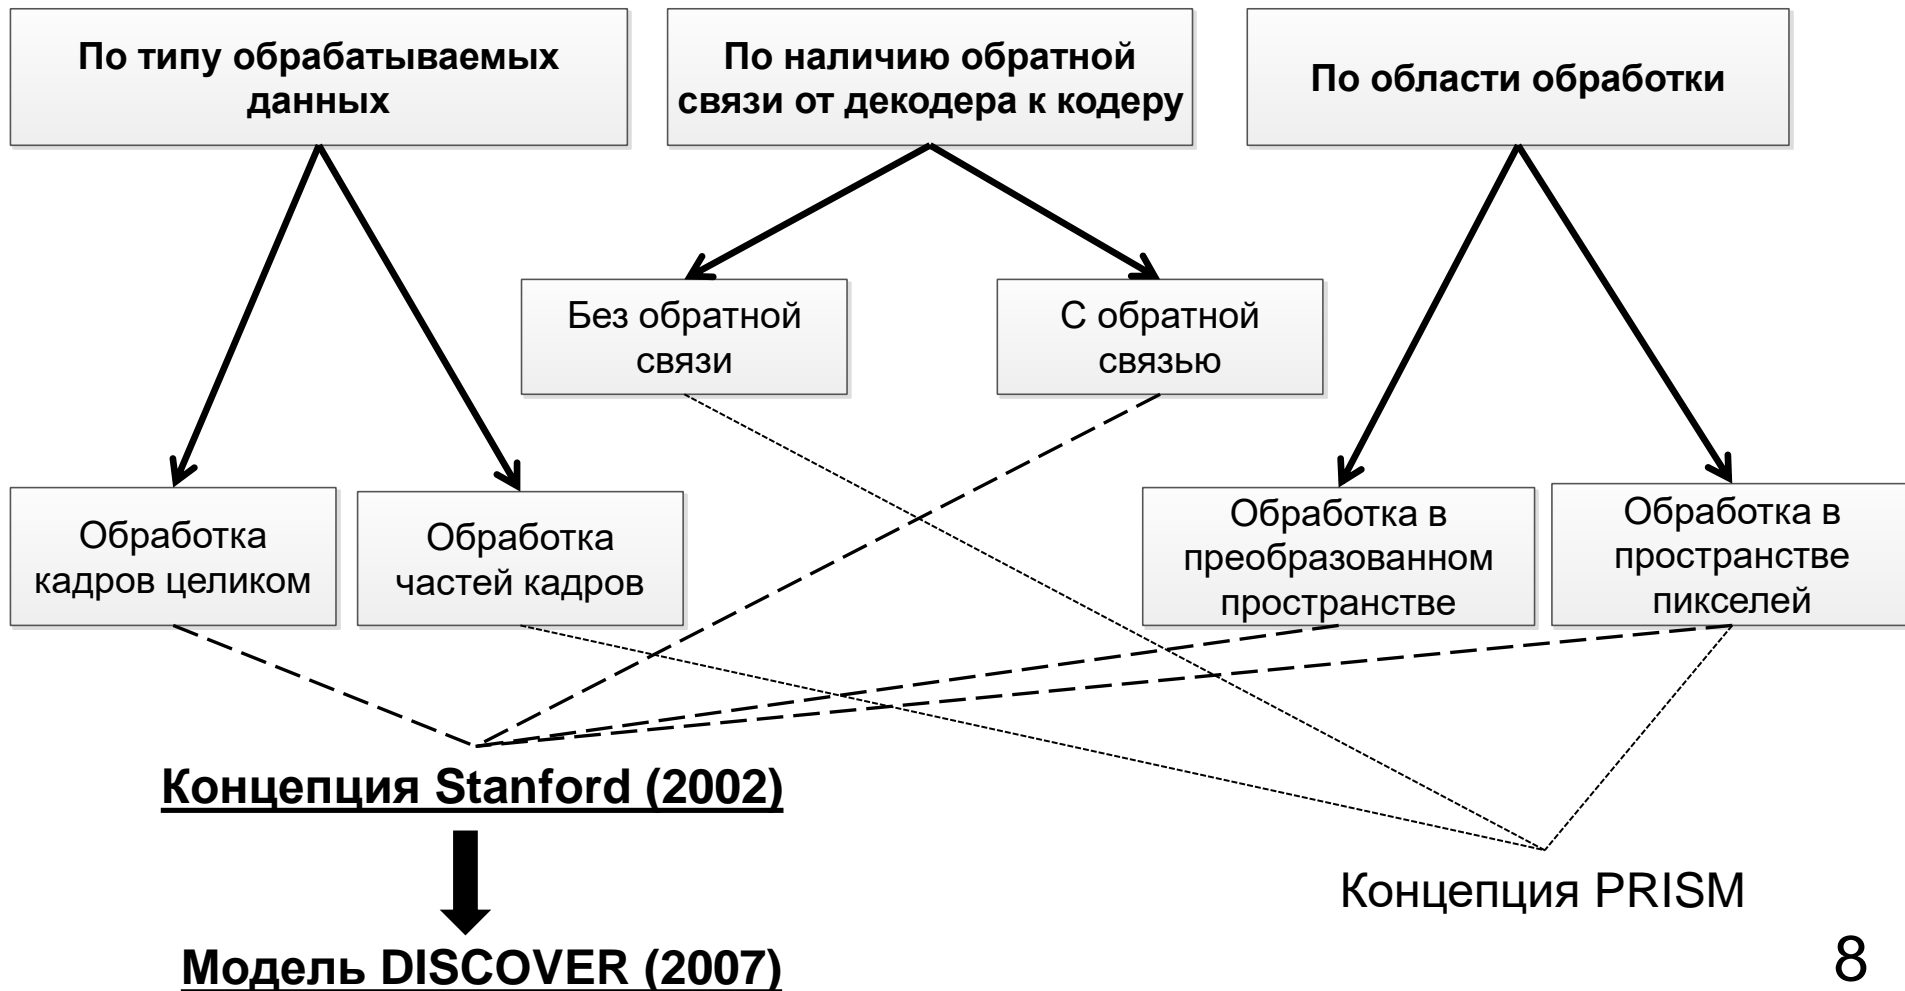 По типу обрабатываемых
данных
По наличию обратной
связи от декодера к кодеру
По области обработки
Без обратной
связи
С обратной
связью
Обработка
кадров целиком
Обработка
частей кадров
Обработка в
преобразованном
пространстве
Обработка в
пространстве
пикселей
Концепция Stanford (2002)
Концепция PRISM
Модель DISCOVER (2007)
8